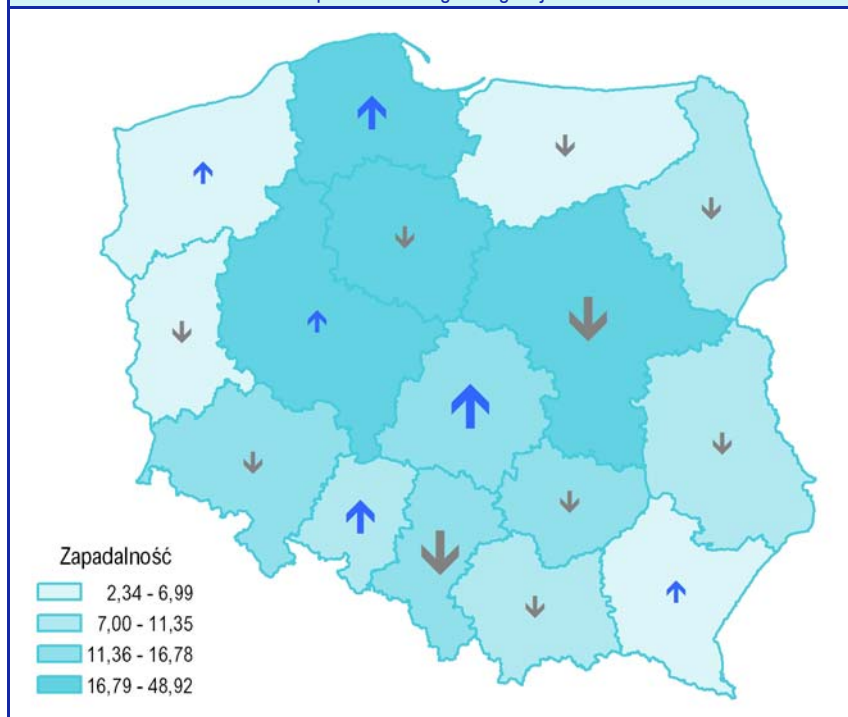 Zapadalność
2,34 - 6,99
7,00 - 11,35
11,36 - 16,78
16,79 - 48,92